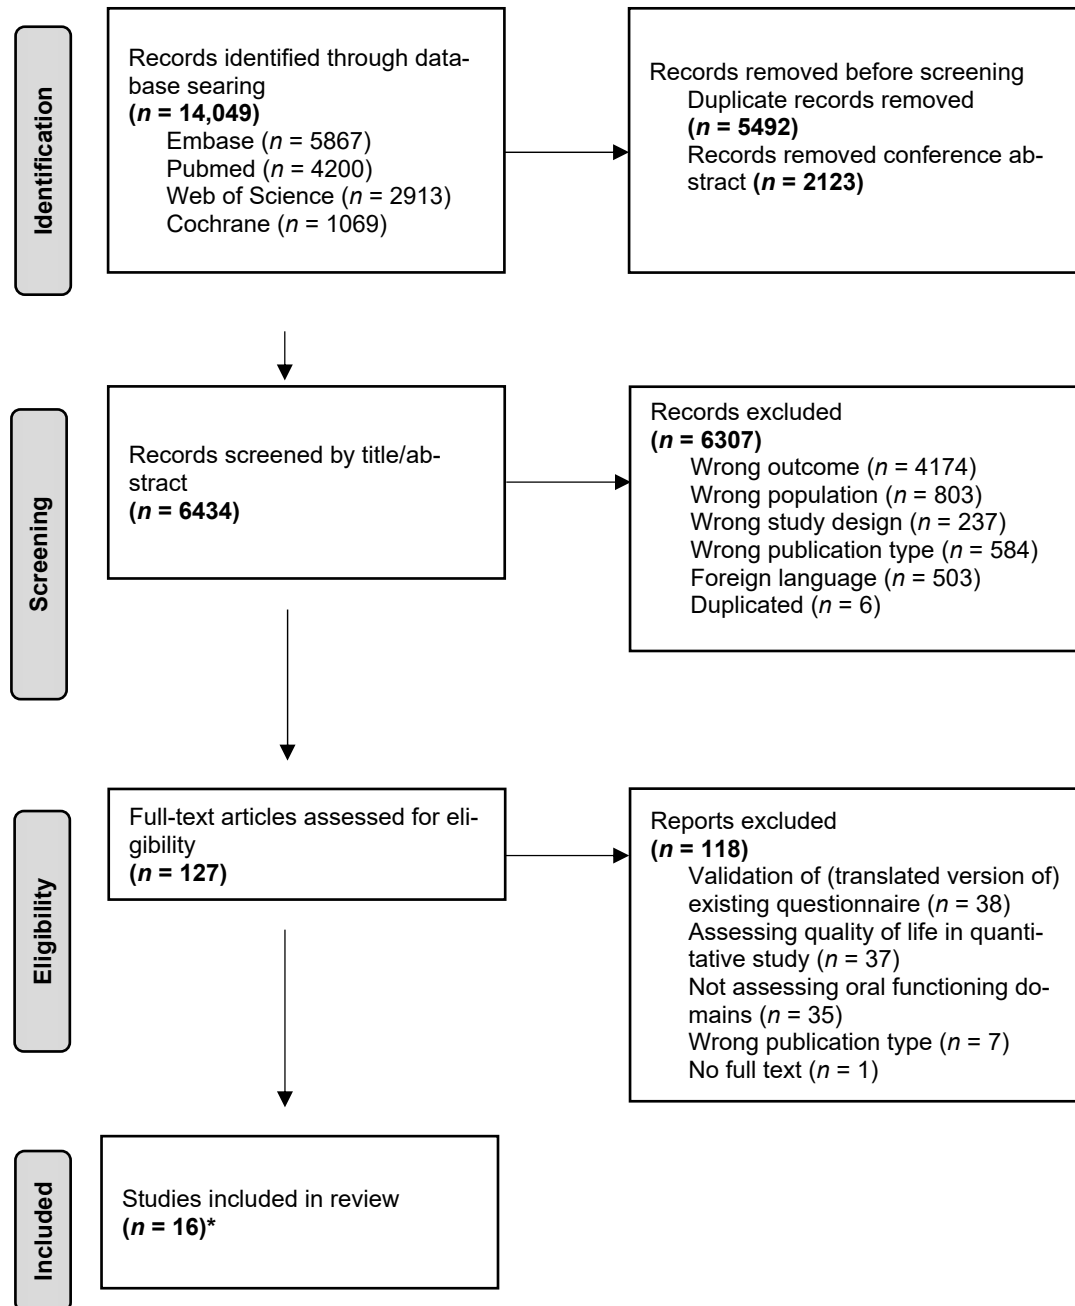 Identification
Records identified through data-
base searing
(n = 14,049)
Embase (n = 5867)
Pubmed (n = 4200)
Web of Science (n = 2913)
Cochrane (n = 1069)
Records removed before screening
Duplicate records removed
(n = 5492)
Records removed conference ab-
stract (n = 2123)
Screening
Records screened by title/ab-
stract
(n = 6434)
Records excluded
(n = 6307)
Wrong outcome (n = 4174)
Wrong population (n = 803)
Wrong study design (n = 237)
Wrong publication type (n = 584)
Foreign language (n = 503)
Duplicated (n = 6)
Eligibility
Full-text articles assessed for eli-
gibility
(n = 127)
Reports excluded
(n = 118)
Validation of (translated version of)
existing questionnaire (n = 38)
Assessing quality of life in quanti-
tative study (n = 37)
Not assessing oral functioning do-
mains (n = 35)
Wrong publication type (n = 7)
No full text (n = 1)
Included
Studies included in review
(n = 16)*